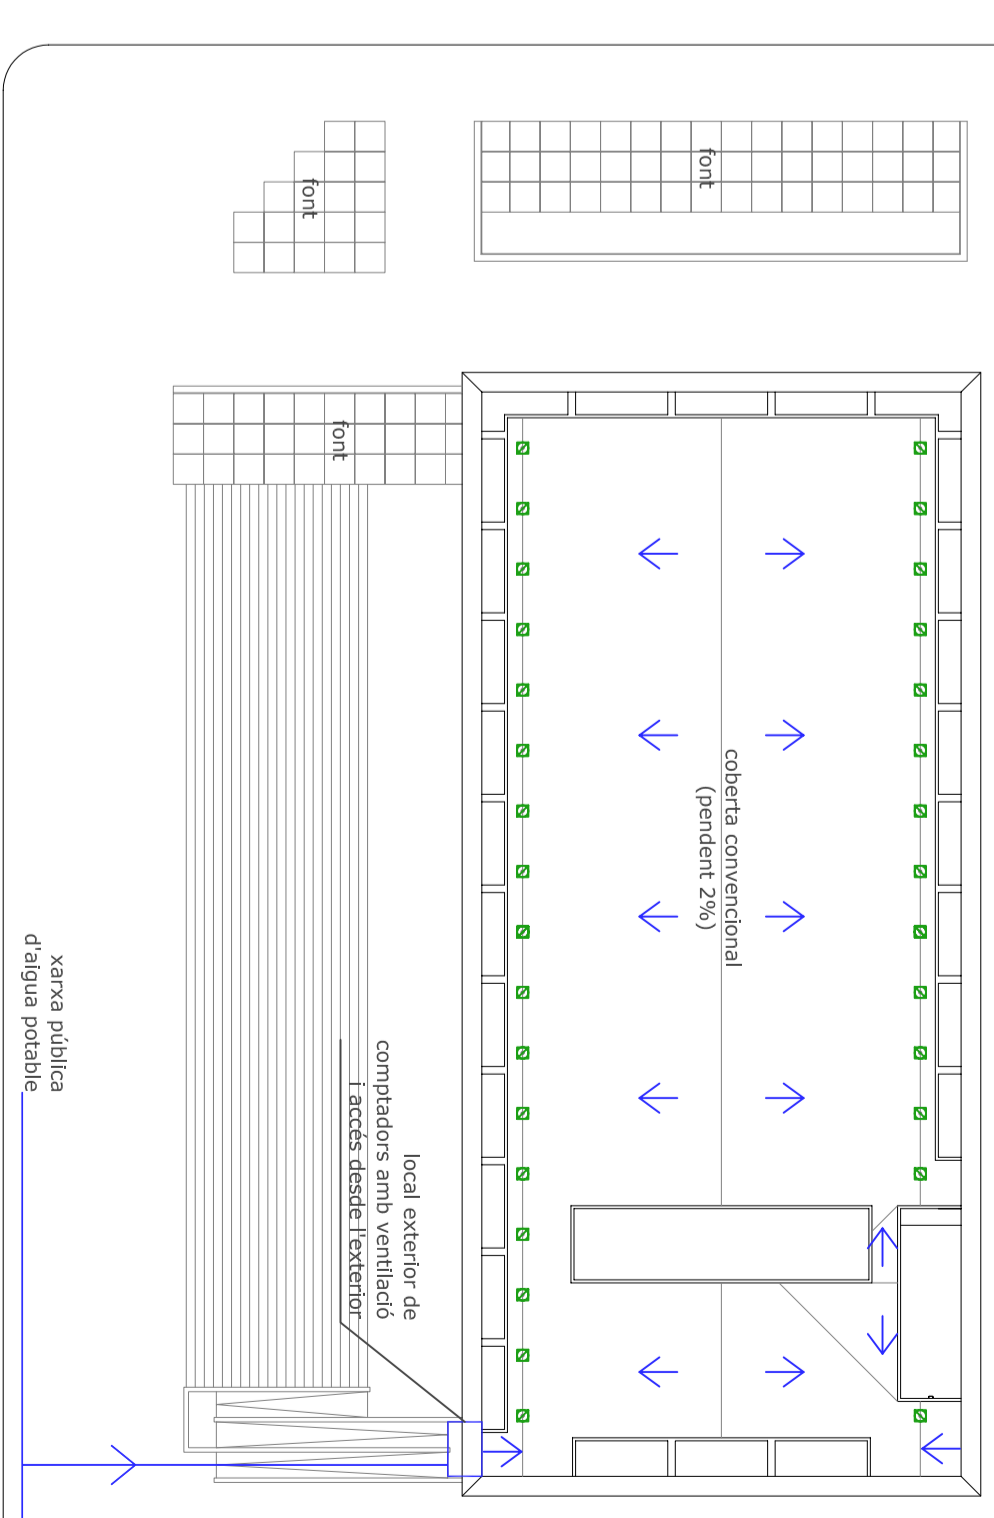 font
font
font
coberta convencional
(pendent 2%)
xarxa pública
d'aigua potable
local exterior de
comptadors amb ventilació
i accés desde l'exterior